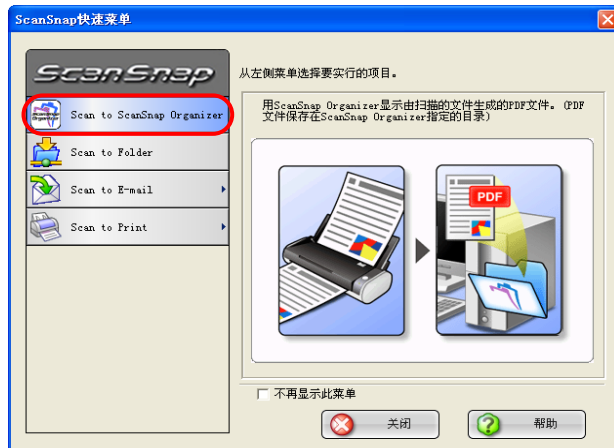 ScanSnap快速菜单
ScanSnap
从左侧菜单选择要实行的项目。
Scan to ScanSnap Organizer
Scan to Folder
Scan to E-mail
Scan to Print
用ScanSnap Organizer显示由扫描的文件生成的PDF文件。(PDF
文件保存在ScanSnap Organizer指定的目录)
PDF
不再显示此菜单
关闭
帮助